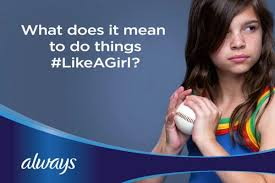 What does it mean
to do things
#LikeAGirl?
always